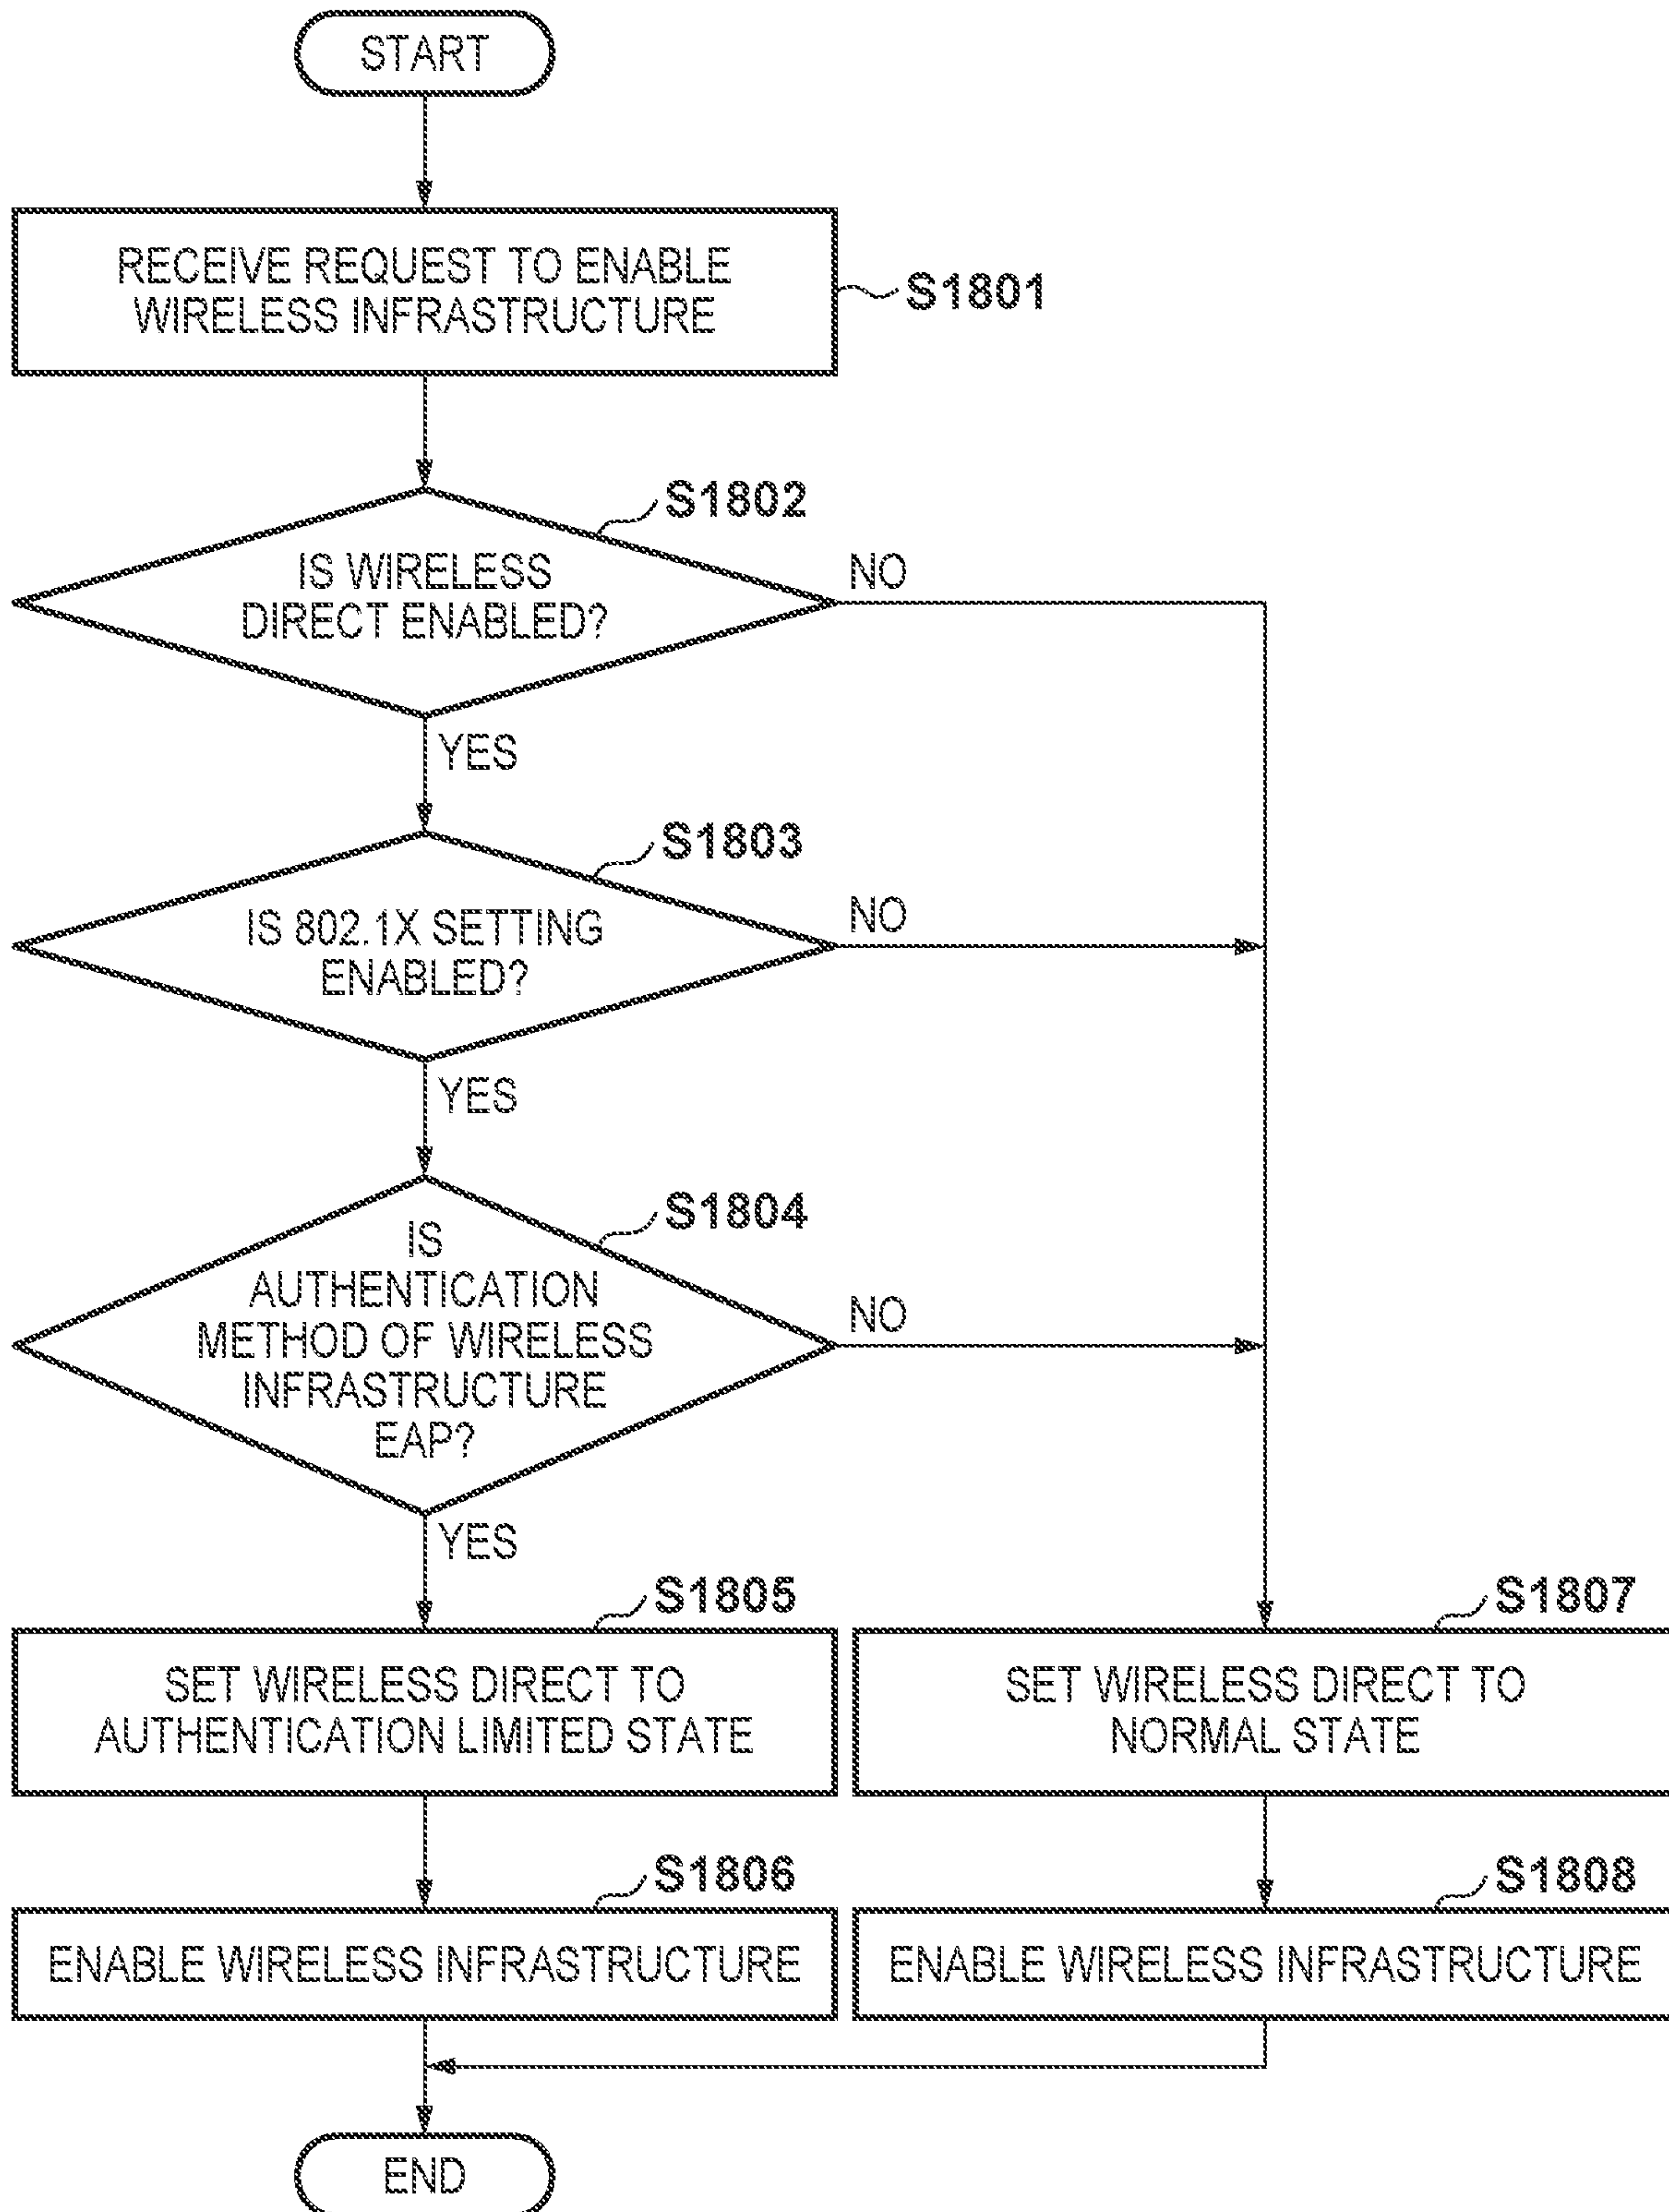 START
RECEIVE REQUEST TO ENABLE
WIRELESS INFRASTRUCTURE
S1801
S1802
IS WIRELESS
DIRECT ENABLED?
NO
YES
S1803
IS 802.1X SETTING
ENABLED?
NO
YES
S1804
IS
AUTHENTICATION
METHOD OF WIRELESS
INFRASTRUCTURE
EAP?
NO
YES
S1805
SET WIRELESS DIRECT TO
AUTHENTICATION LIMITED STATE
S1807
SET WIRELESS DIRECT TO
NORMAL STATE
S1806
ENABLE WIRELESS INFRASTRUCTURE
S1808
ENABLE WIRELESS INFRASTRUCTURE
END